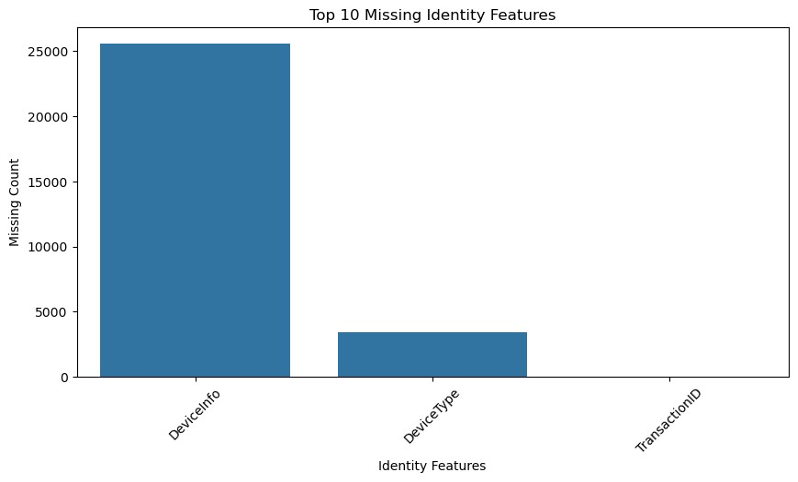 Top 10 Missing Identity Features
25000
20000
15000
10000
5000
0
Missing Count
DeviceInfo
DeviceType
TransactionID
Identity Features